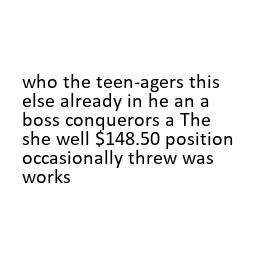 who the teen-agers this
else already in he an a
boss conquerors a The
she well $148.50 position
occasionally threw was
works